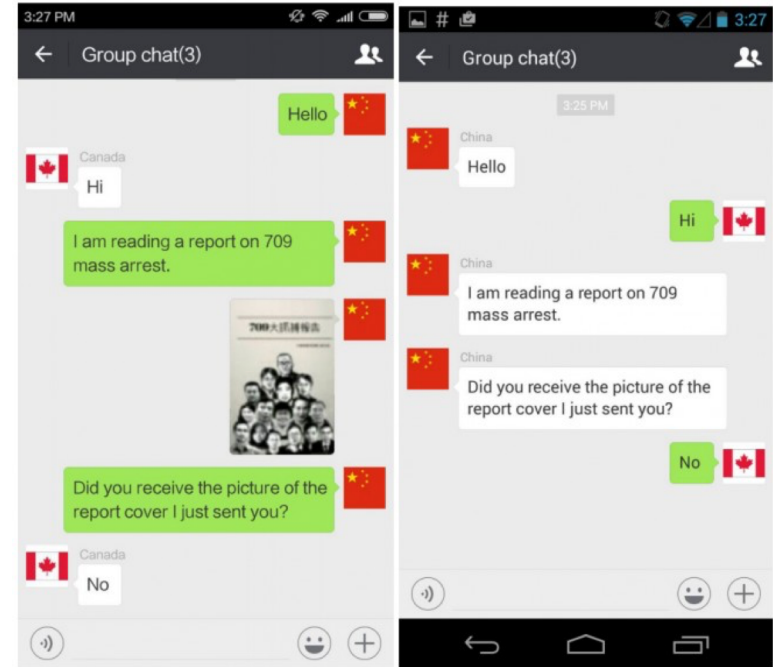 3:27 PM
Group chat(3)
Hello
Canada
Hi
I am reading a report on 709
mass arrest.
709大抓捕報告
Did you receive the picture of the
report cover I just sent you?
Canada
No
3:27
Group chat(3)
3:25 PM
China
Hello
Hi
China
I am reading a report on 709
mass arrest.
China
Did you receive the picture of the
report cover I just sent you?
No